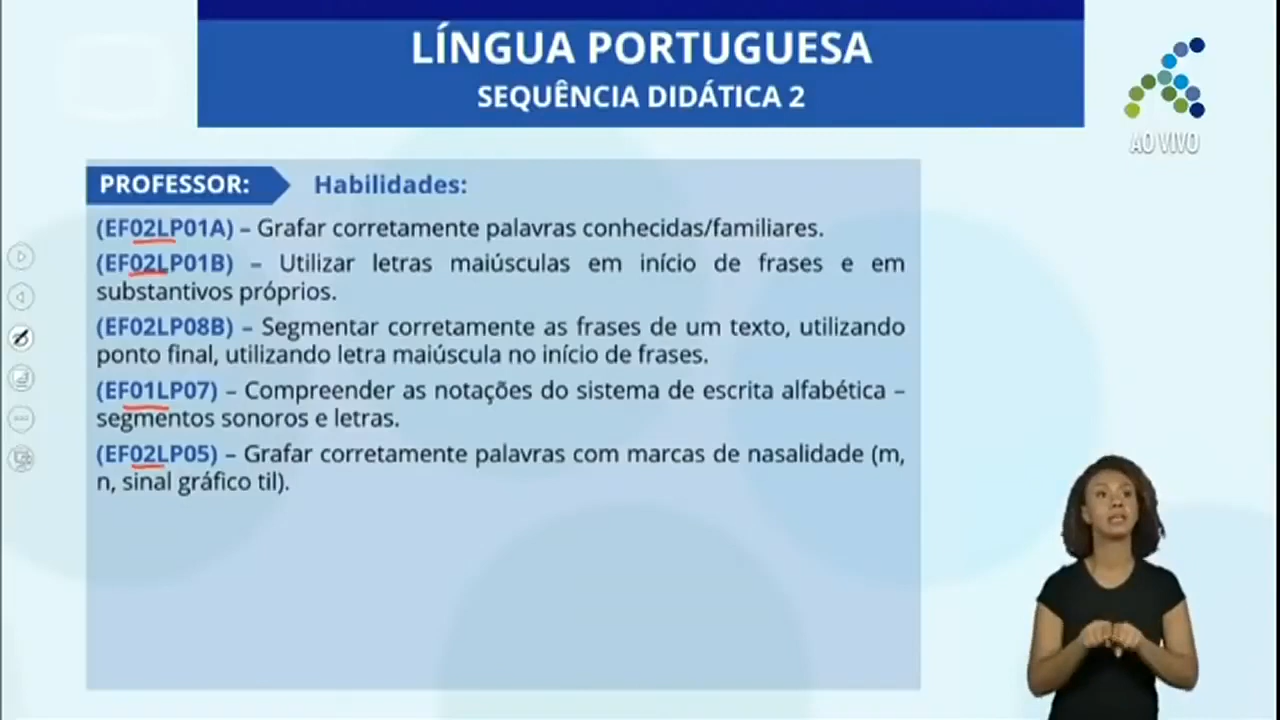 LÍNGUA PORTUGUESA
SEQUÊNCIA DIDÁTICA 2
AO VIVO
PROFESSOR: Habilidades:
(EF02LP01A) – Grafar corretamente palavras conhecidas/familiares.
(EF02LP01B) – Utilizar letras maiúsculas em início de frases e em
substantivos próprios.
(EF02LP08B) – Segmentar corretamente as frases de um texto, utilizando
ponto final, utilizando letra maiúscula no início de frases.
(EF01LP07) – Compreender as notações do sistema de escrita alfabética –
segmentos sonoros e letras.
(EF02LP05) – Grafar corretamente palavras com marcas de nasalidade (m,
n, sinal gráfico til).